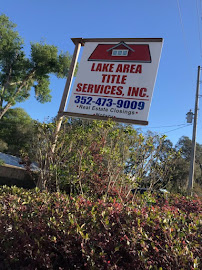 LAKE AREA
TITLE
SERVICES, INC.
352-473-9009
•Real Estate Closings•